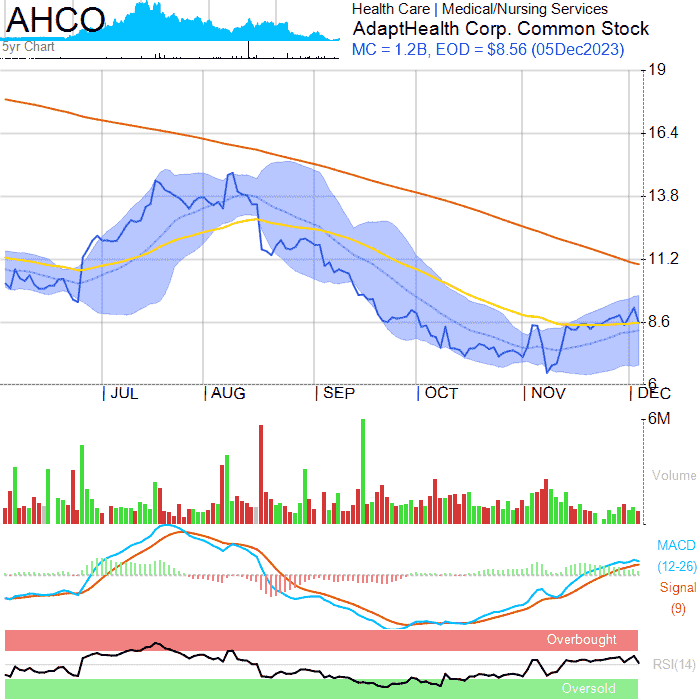 AHCO
5yr Chart
Health Care | Medical/Nursing Services
AdaptHealth Corp. Common Stock
MC = 1.2B, EOD = $8.56 (05Dec2023)
19
16.4
13.8
11.2
8.6
6
JUL
AUG
SEP
OCT
NOV
DEC
6M
Volume
MACD
(12-26)
Signal
(9)
Overbought
RSI(14)
Oversold